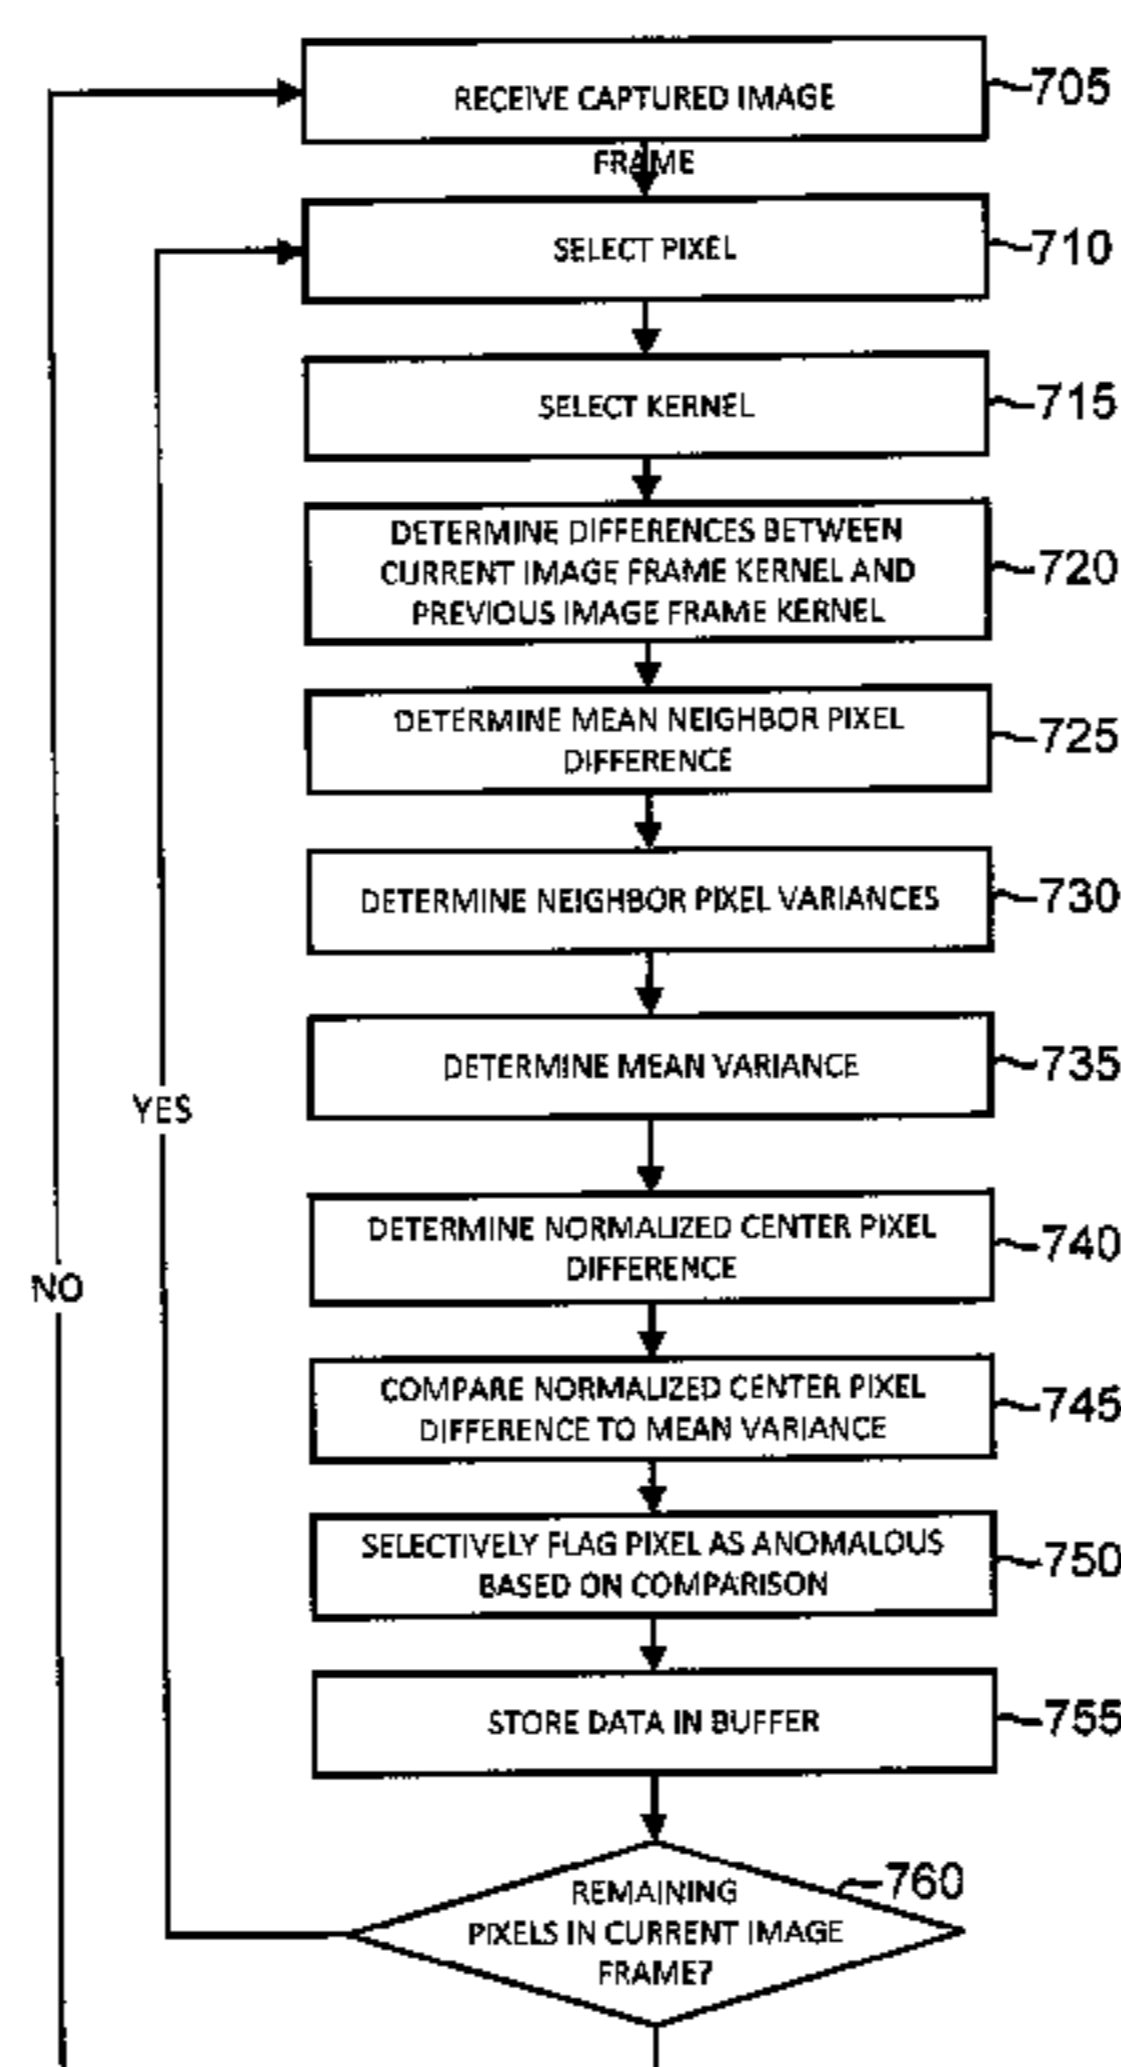 RECEIVE CAPTURED IMAGE
705
FRAME
SELECT PIXEL
710
SELECT KERNEL
715
DETERMINE DIFFERENCES BETWEEN
CURRENT IMAGE FRAME KERNEL AND
PREVIOUS IMAGE FRAME KERNEL
720
DETERMINE MEAN NEIGHBOR PIXEL
DIFFERENCE
725
DETERMINE NEIGHBOR PIXEL VARIANCES
730
DETERMINE MEAN VARIANCE
735
YES
DETERMINE NORMALIZED CENTER PIXEL
DIFFERENCE
740
NO
COMPARE NORMALIZED CENTER PIXEL
DIFFERENCE TO MEAN VARIANCE
745
SELECTIVELY FLAG PIXEL AS ANOMALOUS
BASED ON COMPARISON
750
STORE DATA IN BUFFER
755
REMAINING
PIXELS IN CURRENT IMAGE
FRAME?
760